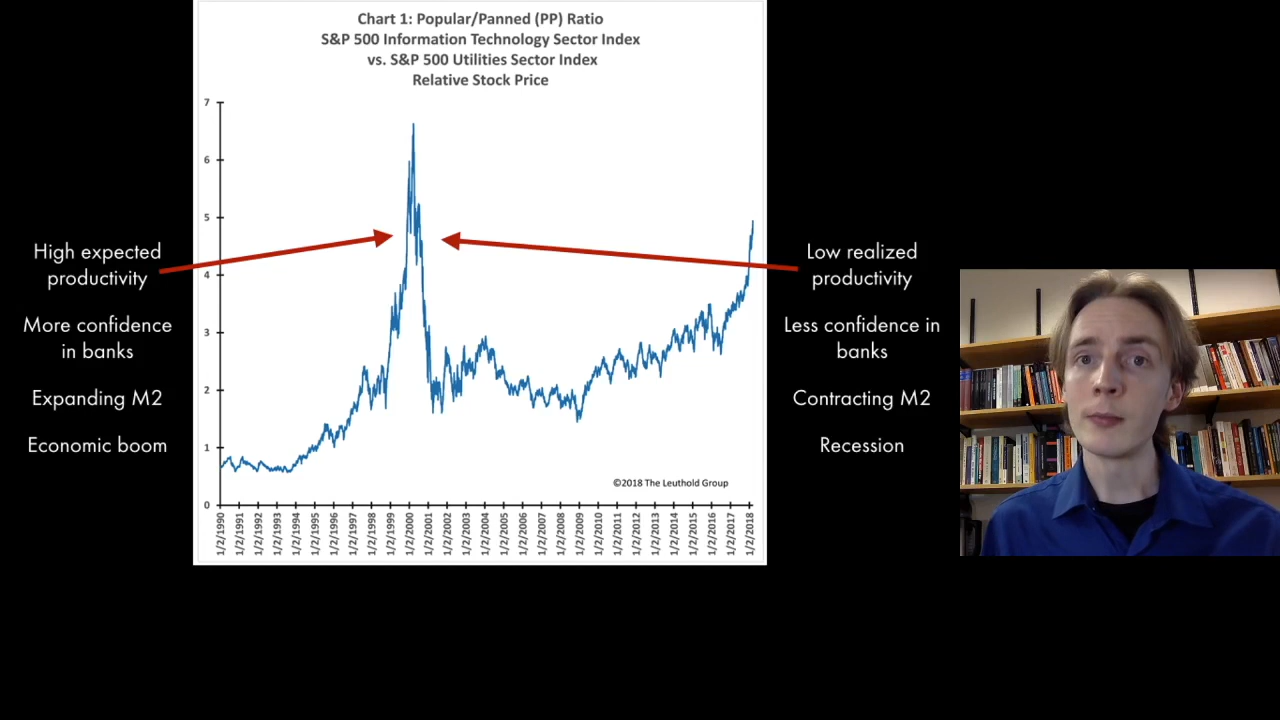 Chart 1: Popular/Panned (PP) Ratio
S&P 500 Information Technology Sector Index
vs. S&P 500 Utilities Sector Index
Relative Stock Price
7
6
5
4
3
2
1
0
High expected
productivity
More confidence
in banks
Expanding M2
Economic boom
Low realized
productivity
Less confidence in
banks
Contracting M2
Recession
©2018 The Leuthold Group
1/2/1990
1/2/1991
1/2/1992
1/2/1993
1/2/1994
1/2/1995
1/2/1996
1/2/1997
1/2/1998
1/2/1999
1/2/2000
1/2/2001
1/2/2002
1/2/2003
1/2/2004
1/2/2005
1/2/2006
1/2/2007
1/2/2008
1/2/2009
1/2/2010
1/2/2011
1/2/2012
1/2/2013
1/2/2014
1/2/2015
1/2/2016
1/2/2017
1/2/2018